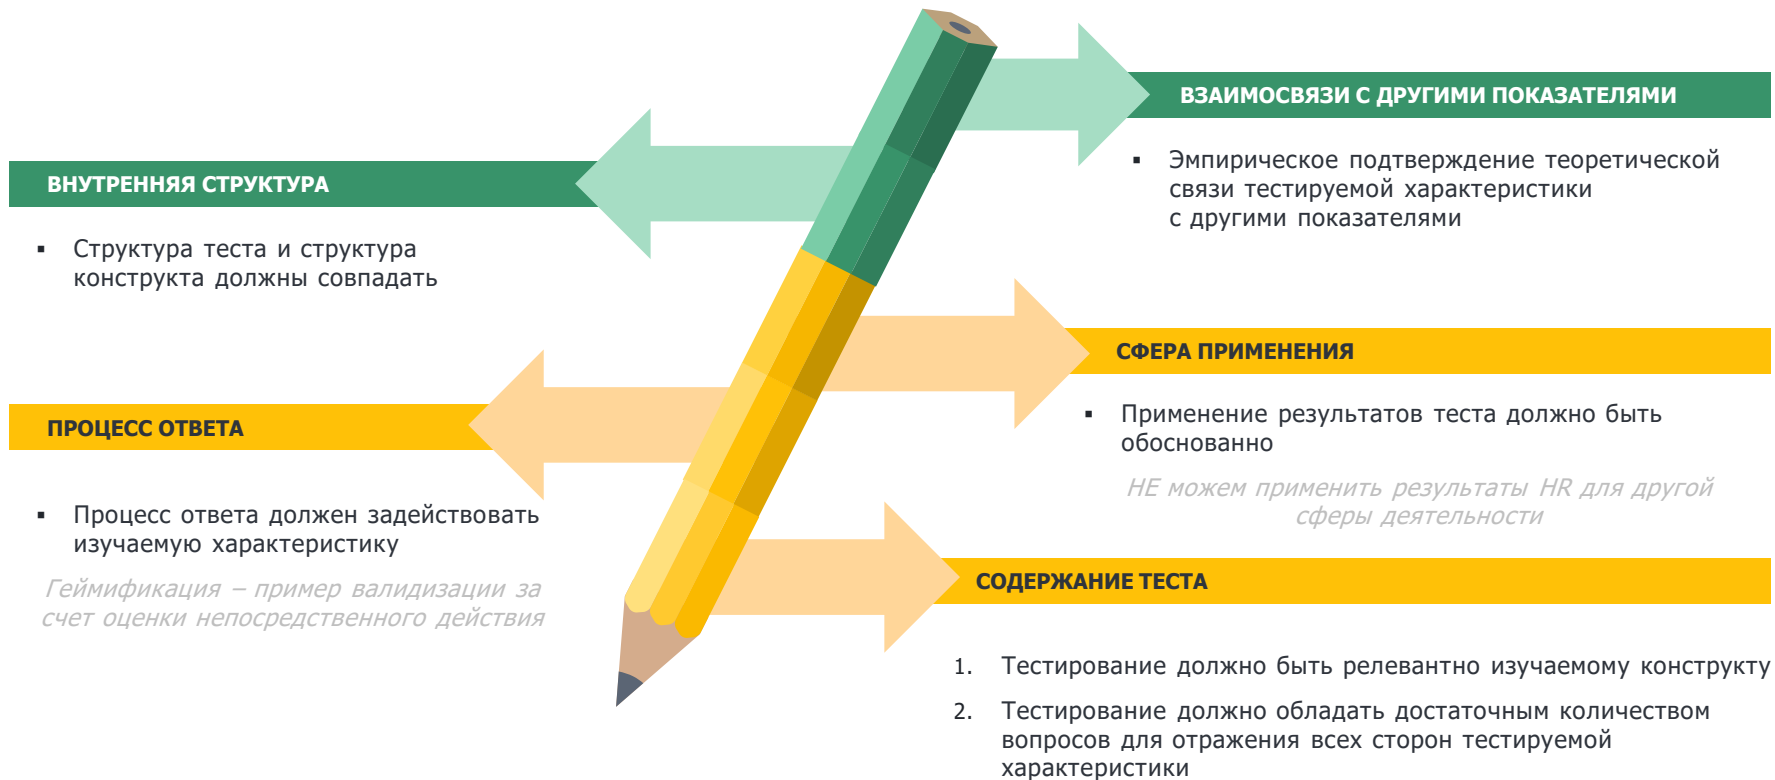 ВЗАИМОСВЯЗИ С ДРУГИМИ ПОКАЗАТЕЛЯМИ
▪ Эмпирическое подтверждение теоретической
связи тестируемой характеристики
с другими показателями
ВНУТРЕННЯЯ СТРУКТУРА
▪ Структура теста и структура
конструкта должны совпадать
СФЕРА ПРИМЕНЕНИЯ
▪ Применение результатов теста должно быть
обоснованно
НЕ можем применить результаты HR для другой
сферы деятельности
ПРОЦЕСС ОТВЕТА
▪ Процесс ответа должен задействовать
изучаемую характеристику
Геймификация – пример валидизации за
счет оценки непосредственного действия
СОДЕРЖАНИЕ ТЕСТА
1. Тестирование должно быть релевантно изучаемому конструкту
2. Тестирование должно обладать достаточным количеством
вопросов для отражения всех сторон тестируемой
характеристики